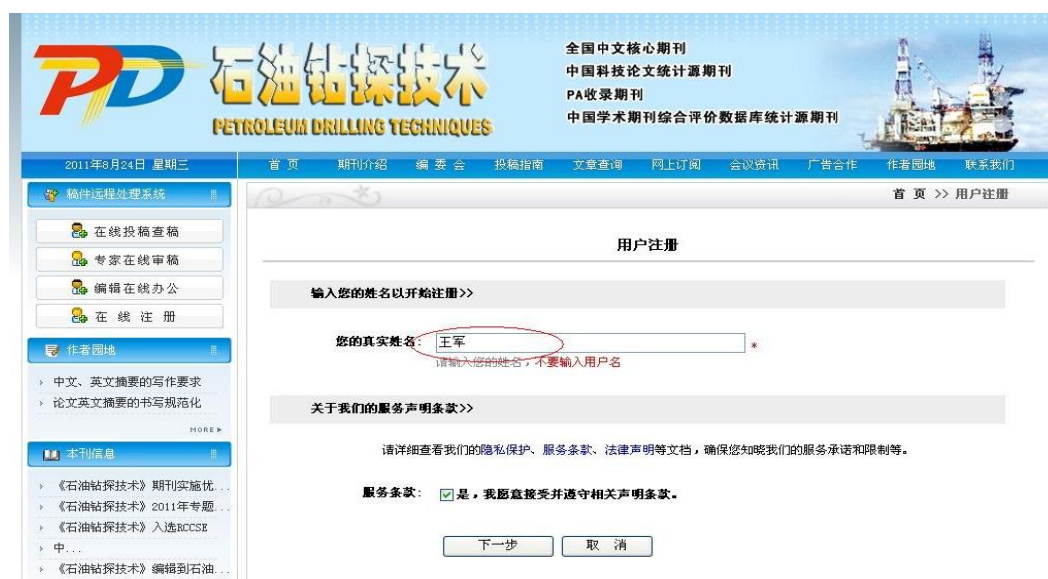 PD
石油钻探技术
PETROLEUM DRILLING TECHNIQUES
全国中文核心期刊
中国科技论文统计源期刊
PA收录期刊
中国学术期刊综合评价数据库统计源期刊
2011年8月24日 星期三
首 页 期刊介绍 编 委 会 投稿指南 文章查询 网上订阅 会议资讯 广告合作 作者园地 联系我们
稿件远程处理系统
首 页 >> 用户注册
在线投稿查稿
专家在线审稿
编辑在线办公
在 线 注 册
作者园地
中文、英文摘要的写作要求
论文英文摘要的书写规范化
MORE
本刊信息
《石油钻探技术》期刊实施优...
《石油钻探技术》2011年专题...
《石油钻探技术》入选RCCSE
中...
《石油钻探技术》编辑到石油...
用户注册
输入您的姓名以开始注册>>
您的真实姓名: 王军 *
请输入您的姓名，不要输入用户名
关于我们的服务声明条款>>
请详细查看我们的隐私保护、服务条款、法律声明等文档，确保您知晓我们的服务承诺和限制等。
服务条款: 是，我愿意接受并遵守相关声明条款。
下一步 取 消